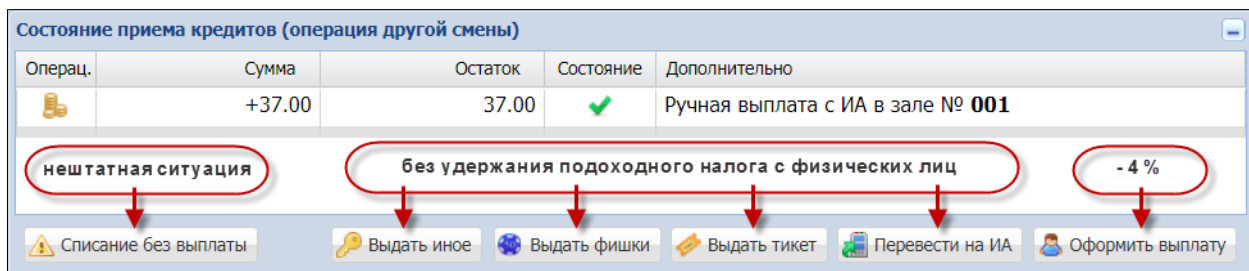 Состояние приема кредитов (операция другой смены)
Операц. Сумма Остаток Состояние Дополнительно
+37.00 37.00 Ручная выплата с ИА в зале № 001
нештатная ситуация без удержания подоходного налога с физических лиц - 4 %
Списание без выплаты Выдать иное Выдать фишки Выдать тикет Перевести на ИА Оформить выплату